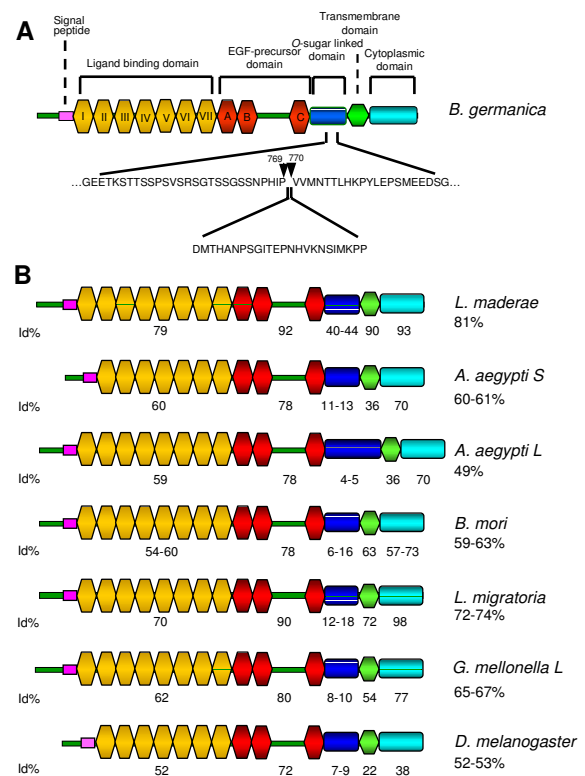 A
Signal
peptide
Ligand binding domain
EGF-precursor
domain
O-sugar linked
domain
Transmembrane
domain
Cytoplasmic
domain
I II III IV V VI VII A B C
B. germanica
769 770
...GEETKSTTSSPSVSRSGTSSGSSNPHIP VVMNTTLHKPYLEPSMEEDSG...
DMTHANPSGITEPNHVKNSIMKPP
B
L. maderae
81%
Id% 79 92 40-44 90 93
A. aegypti S
60-61%
Id% 60 78 11-13 36 70
A. aegypti L
49%
Id% 59 78 4-5 36 70
B. mori
59-63%
Id% 54-60 78 6-16 63 57-73
L. migratoria
72-74%
Id% 70 90 12-18 72 98
G. mellonella L
65-67%
Id% 62 80 8-10 54 77
D. melanogaster
52-53%
Id% 52 72 7-9 22 38